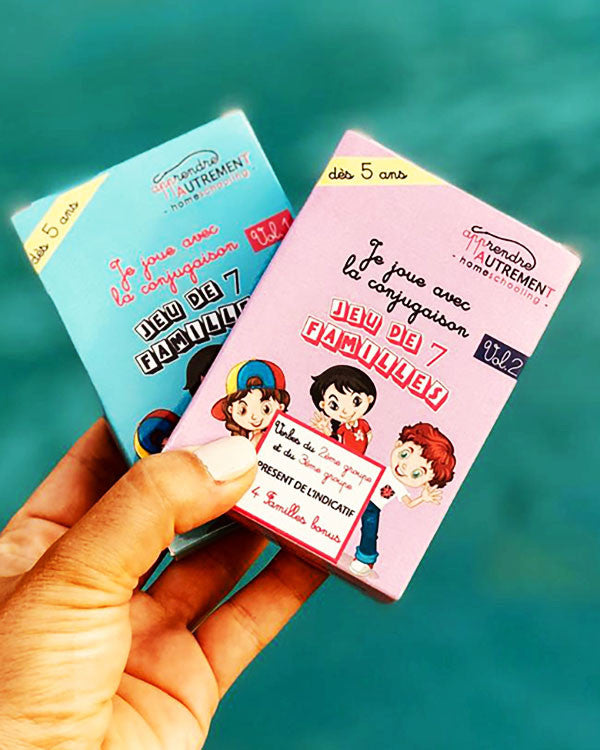 dès 5 ans
apprendre
AUTREMENT
- homeschooling -
Je joue avec
la conjugaison
Vol.1
JEU DE 7
FAMILLES
dès 5 ans
apprendre
AUTREMENT
- homeschooling -
Je joue avec
la conjugaison
Vol.2
JEU DE 7
FAMILLES
Verbes du 2ème groupe
et du 3ème groupe
PRESENT DE L'INDICATIF
4 Familles bonus